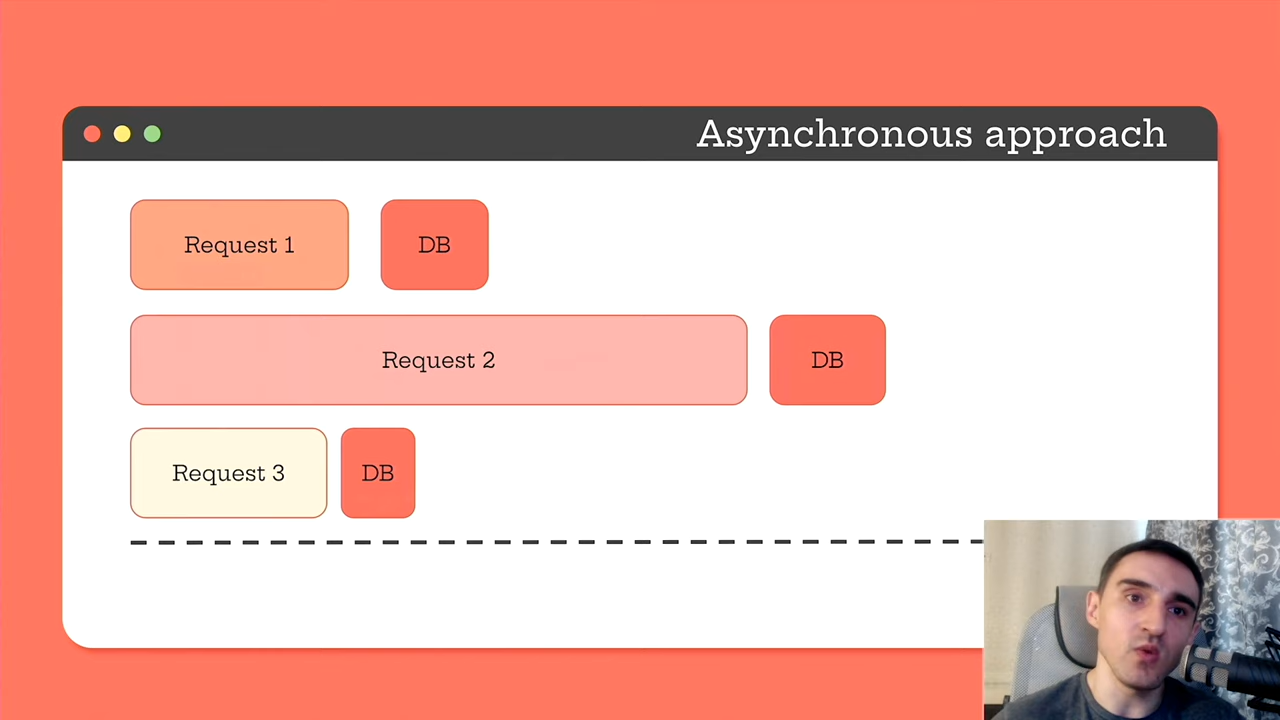 Asynchronous approach
Request 1
DB
Request 2
DB
Request 3
DB